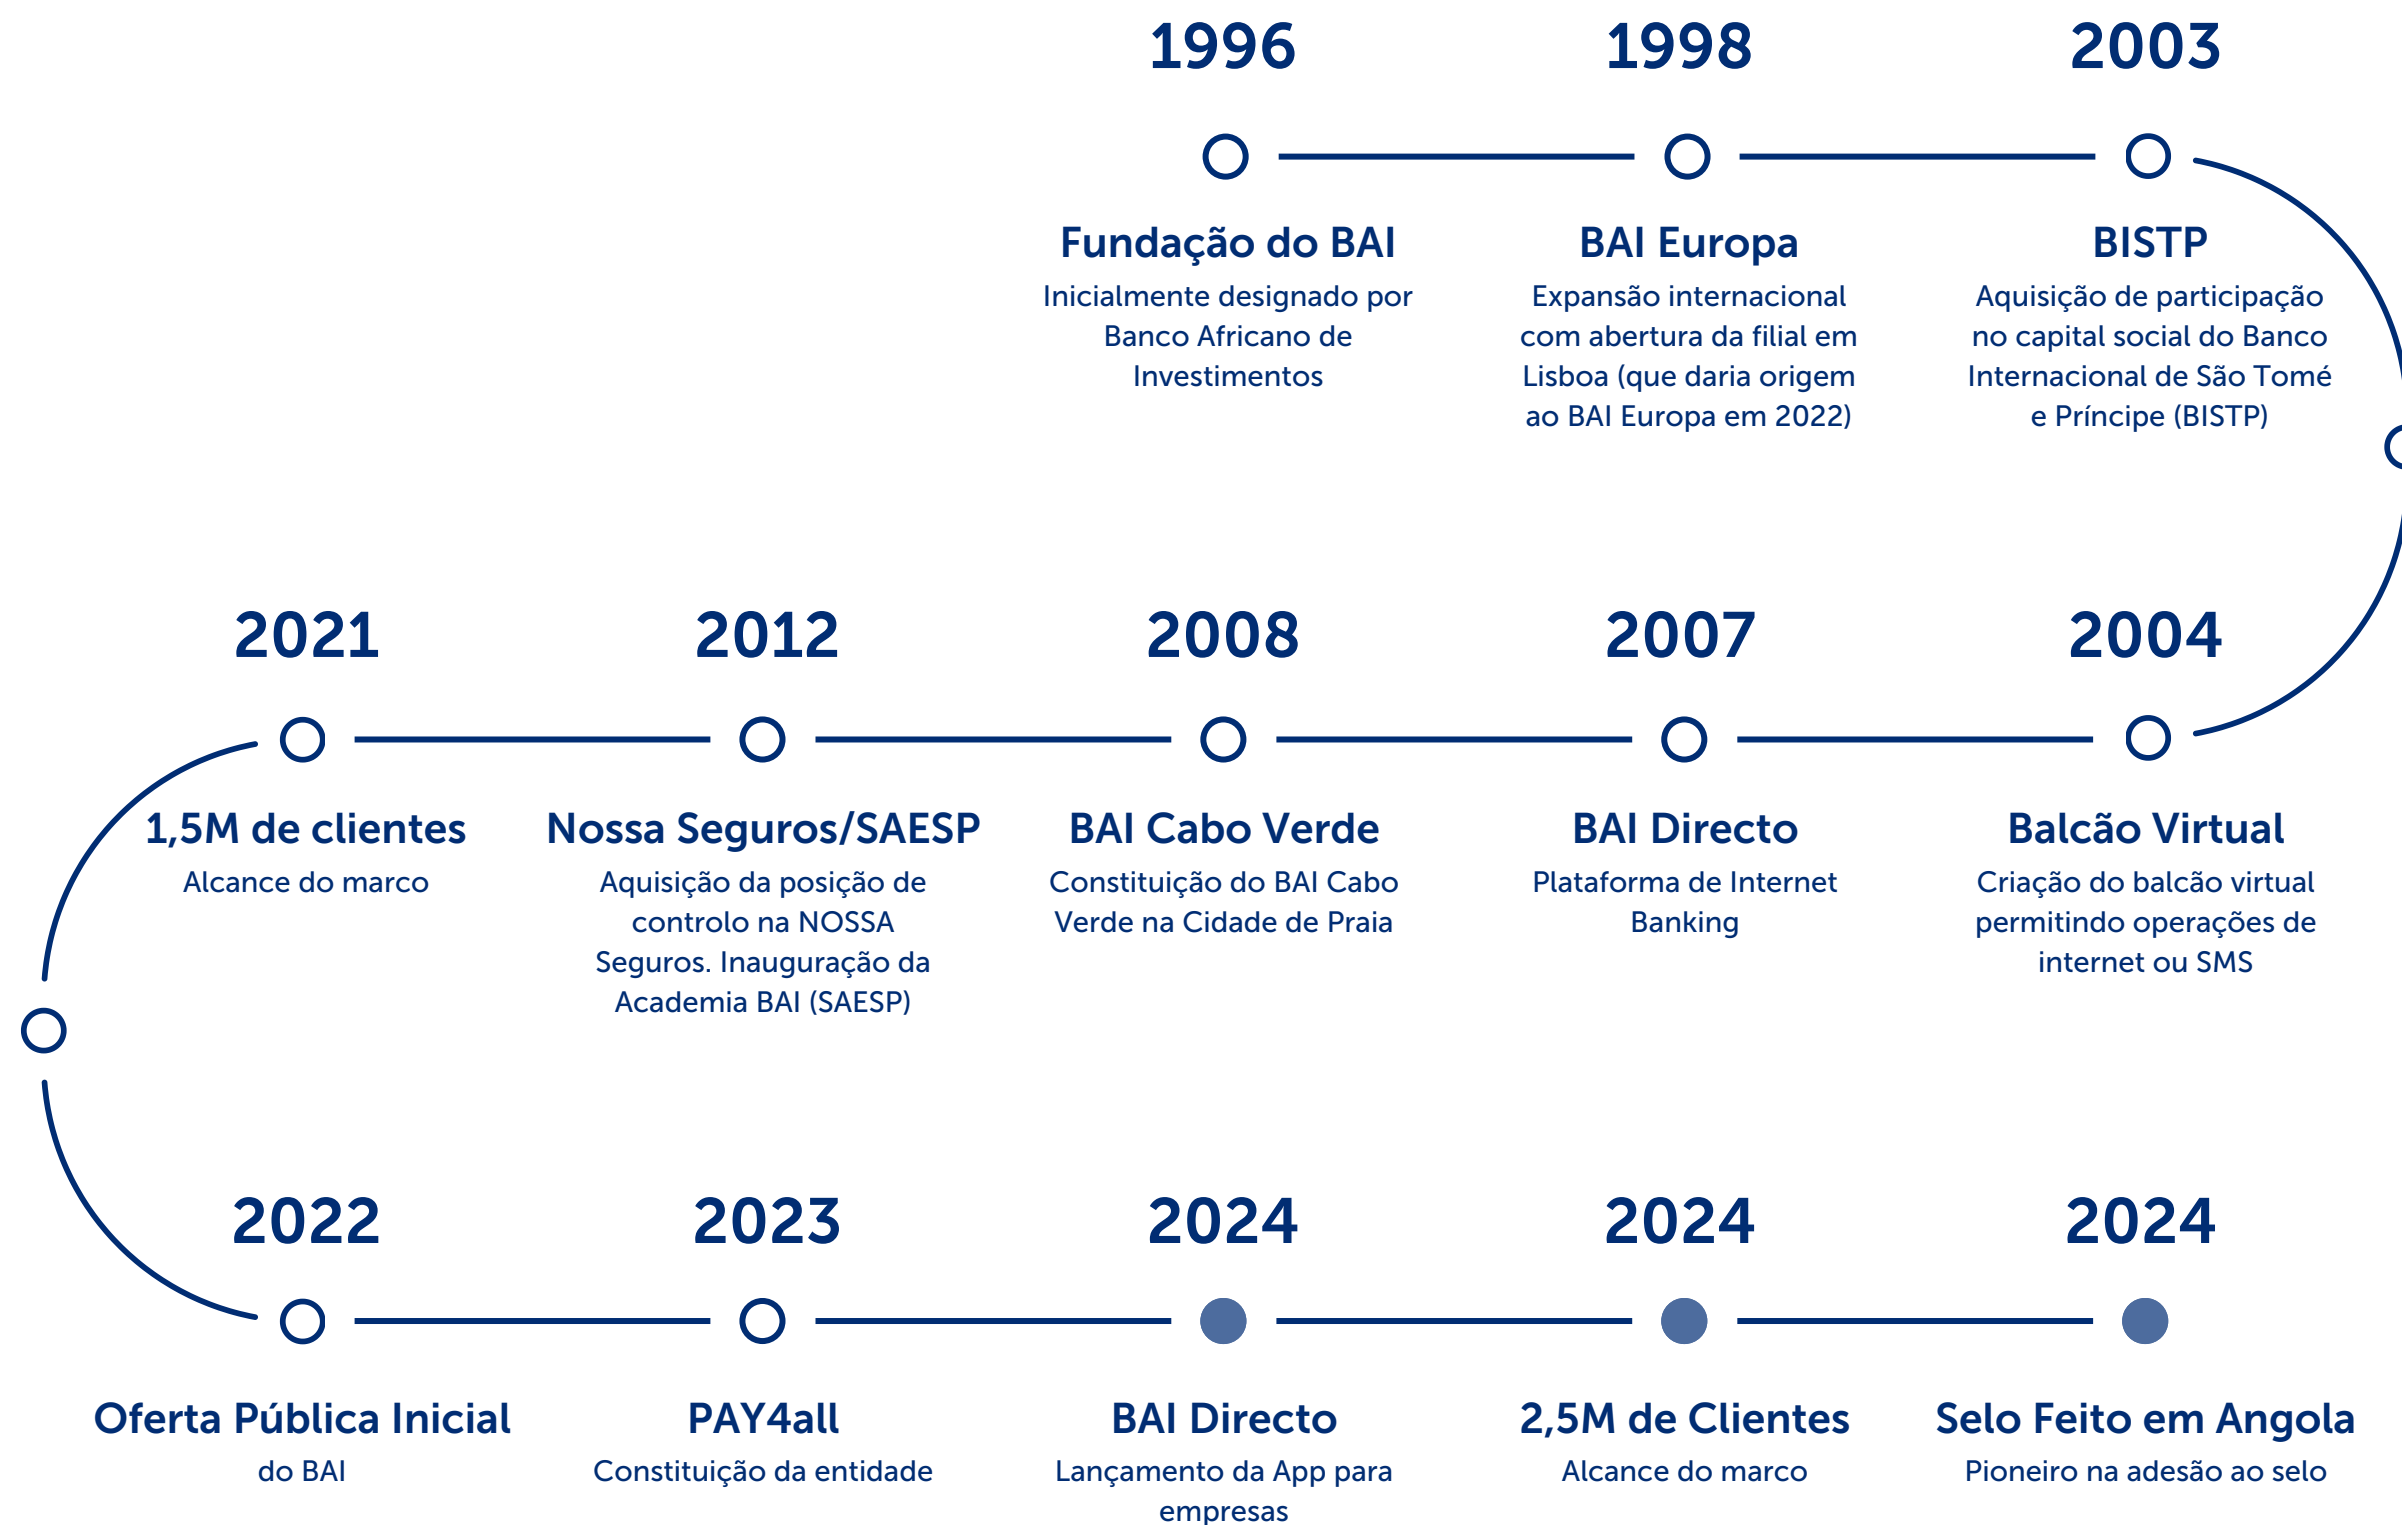 1996
Fundação do BAI
Inicialmente designado por
Banco Africano de
Investimentos
1998
BAI Europa
Expansão internacional
com abertura da filial em
Lisboa (que daria origem
ao BAI Europa em 2022)
2003
BISTP
Aquisição de participação
no capital social do Banco
Internacional de São Tomé
e Príncipe (BISTP)
2004
Balcão Virtual
Criação do balcão virtual
permitindo operações de
internet ou SMS
2007
BAI Directo
Plataforma de Internet
Banking
2008
BAI Cabo Verde
Constituição do BAI Cabo
Verde na Cidade de Praia
2012
Nossa Seguros/SAESP
Aquisição da posição de
controlo na NOSSA
Seguros. Inauguração da
Academia BAI (SAESP)
2021
1,5M de clientes
Alcance do marco
2022
Oferta Pública Inicial
do BAI
2023
PAY4all
Constituição da entidade
2024
BAI Directo
Lançamento da App para
empresas
2024
2,5M de Clientes
Alcance do marco
2024
Selo Feito em Angola
Pioneiro na adesão ao selo